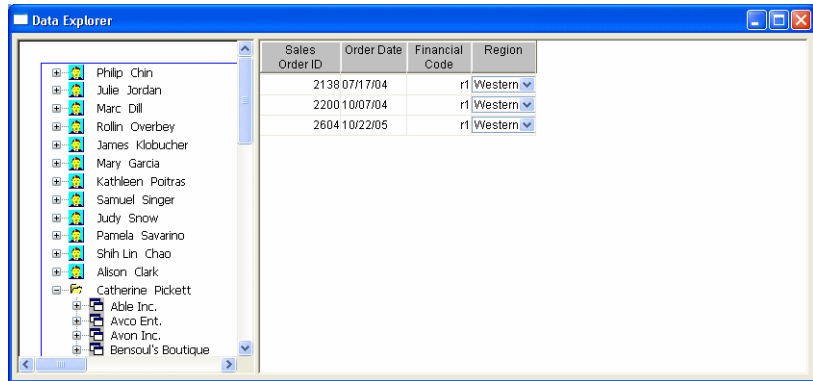 Data Explorer
Philip Chin
Julie Jordan
Marc Dill
Rollin Overbey
James Klobucher
Mary Garcia
Kathleen Poitras
Samuel Singer
Judy Snow
Pamela Savarino
Shih Lin Chao
Alison Clark
Catherine Pickett
Able Inc.
Avco Ent.
Avon Inc.
Bensoul's Boutique
Sales Order ID Order Date Financial Code Region
2138 07/17/04 r1 Western
2200 10/07/04 r1 Western
2604 10/22/05 r1 Western